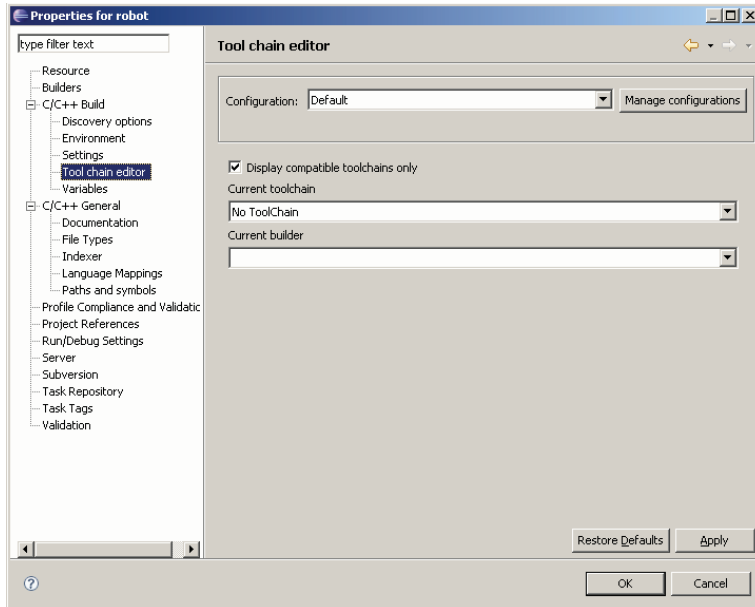 Properties for robot
type filter text
Resource
Builders
C/C++ Build
Discovery options
Environment
Settings
Tool chain editor
Variables
C/C++ General
Documentation
File Types
Indexer
Language Mappings
Paths and symbols
Profile Compliance and Validatic
Project References
Run/Debug Settings
Server
Subversion
Task Repository
Task Tags
Validation
Tool chain editor
Configuration: Default
Manage configurations
Display compatible toolchains only
Current toolchain
No ToolChain
Current builder
Restore Defaults
Apply
?
OK
Cancel